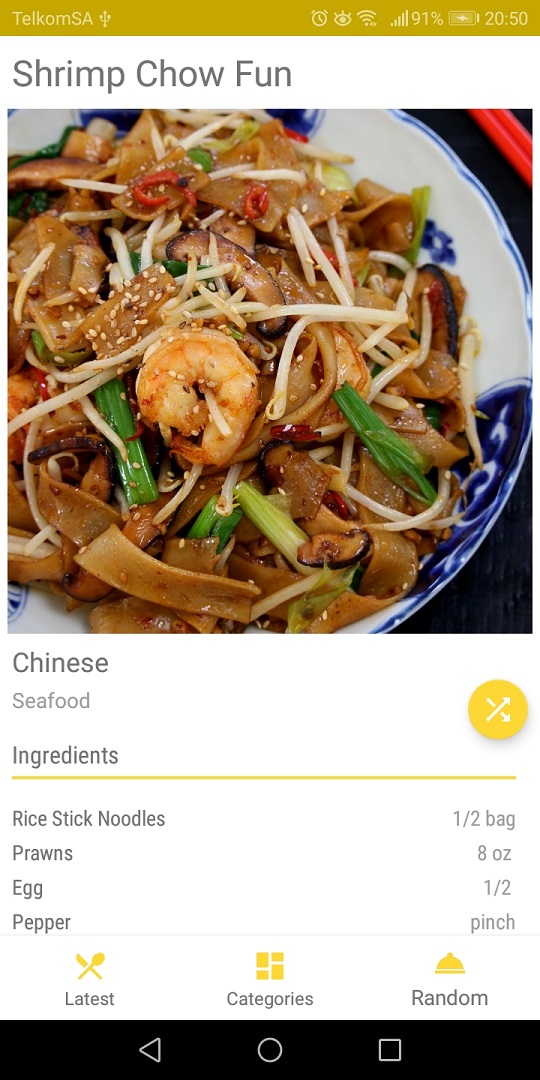 TelkomSA 91% 20:50
Shrimp Chow Fun
Chinese
Seafood
Ingredients
Rice Stick Noodles 1/2 bag
Prawns 8 oz
Egg 1/2
Pepper pinch
Latest Categories Random